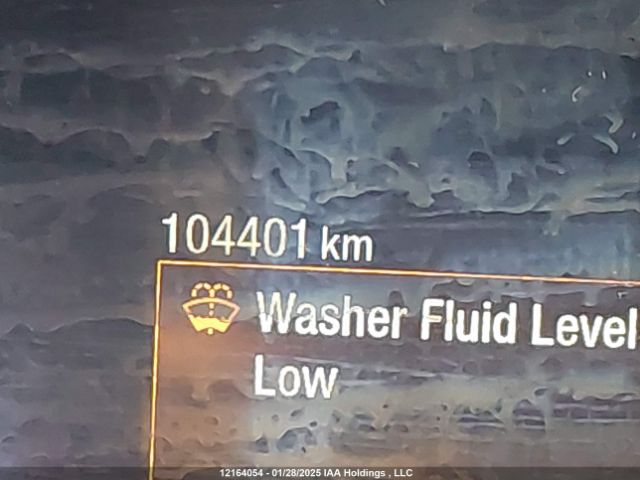 104401 km
Washer Fluid Level
Low
12164054 - 01/28/2025 IAA Holdings , LLC